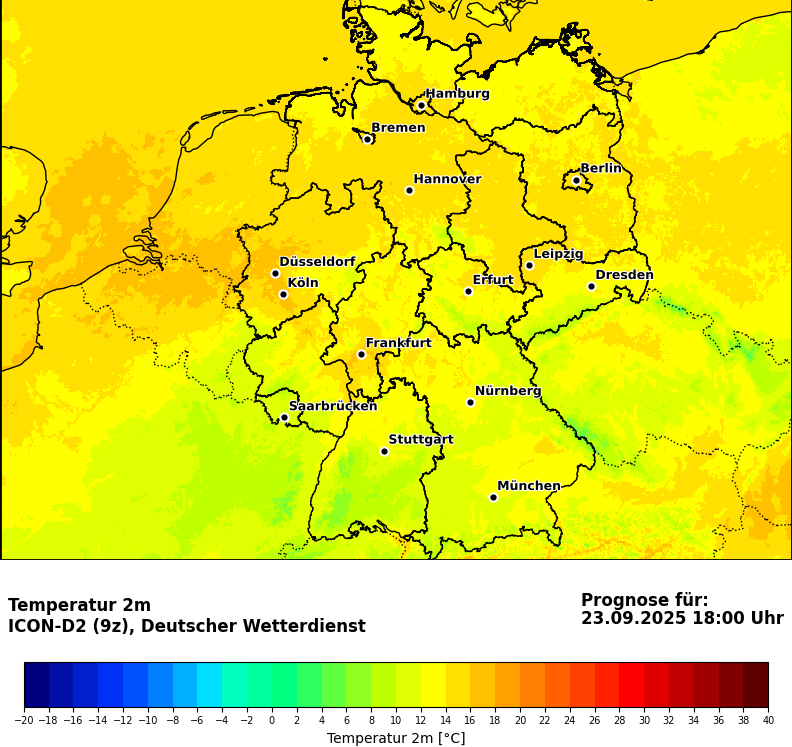 Hamburg
Bremen
Berlin
Hannover
Leipzig
Düsseldorf
Dresden
Erfurt
Köln
Frankfurt
Nürnberg
Saarbrücken
Stuttgart
München
Temperatur 2m
ICON-D2 (9z), Deutscher Wetterdienst
Prognose für:
23.09.2025 18:00 Uhr
−20 −18 −16 −14 −12 −10 −8 −6 −4 −2 0 2 4 6 8 10 12 14 16 18 20 22 24 26 28 30 32 34 36 38 40
Temperatur 2m [°C]